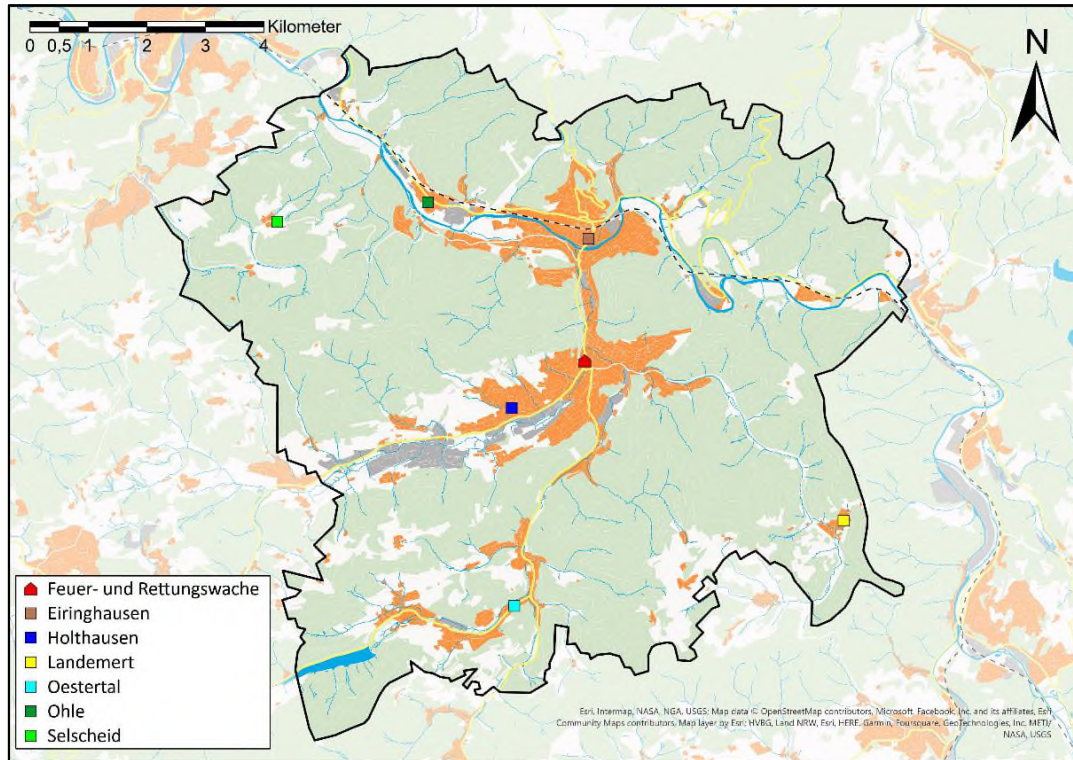 Kilometer
0 0,5 1 2 3 4
N
Feuer- und Rettungswache
Eiringhausen
Holthausen
Landemert
Oestertal
Ohle
Selscheid
Esri, Intermap, NASA, NGA, USGS; Map data © OpenStreetMap contributors, Microsoft, Facebook, Inc. and its affiliates, Esri
Community Maps contributors, Map layer by Esri; HVBG, Land NRW, Esri, HERE, Garmin, Foursquare, GeoTechnologies, Inc, METI/
NASA, USGS